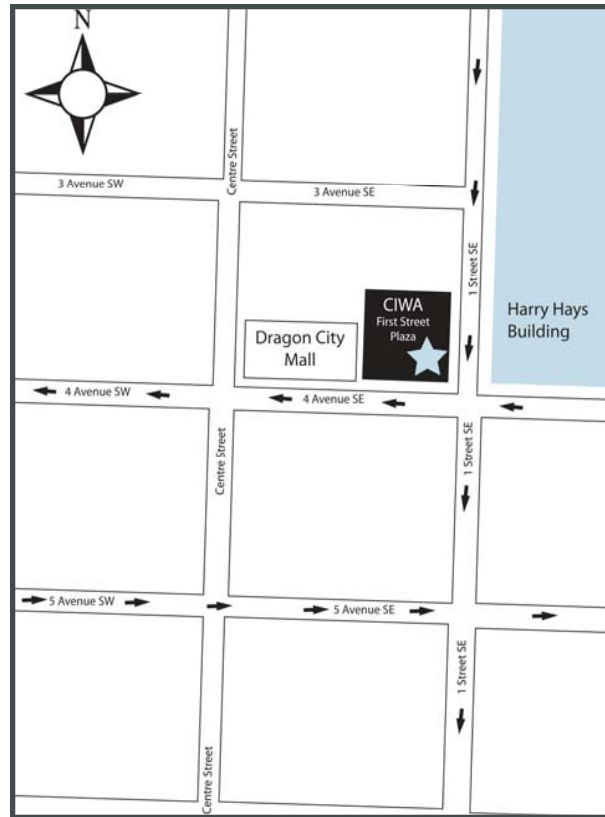 N
Centre Street
3 Avenue SW
3 Avenue SE
1 Street SE
CIWA
First Street
Plaza
Harry Hays
Building
Dragon City
Mall
4 Avenue SW
4 Avenue SE
Centre Street
1 Street SE
5 Avenue SW
5 Avenue SE
1 Street SE
Centre Street